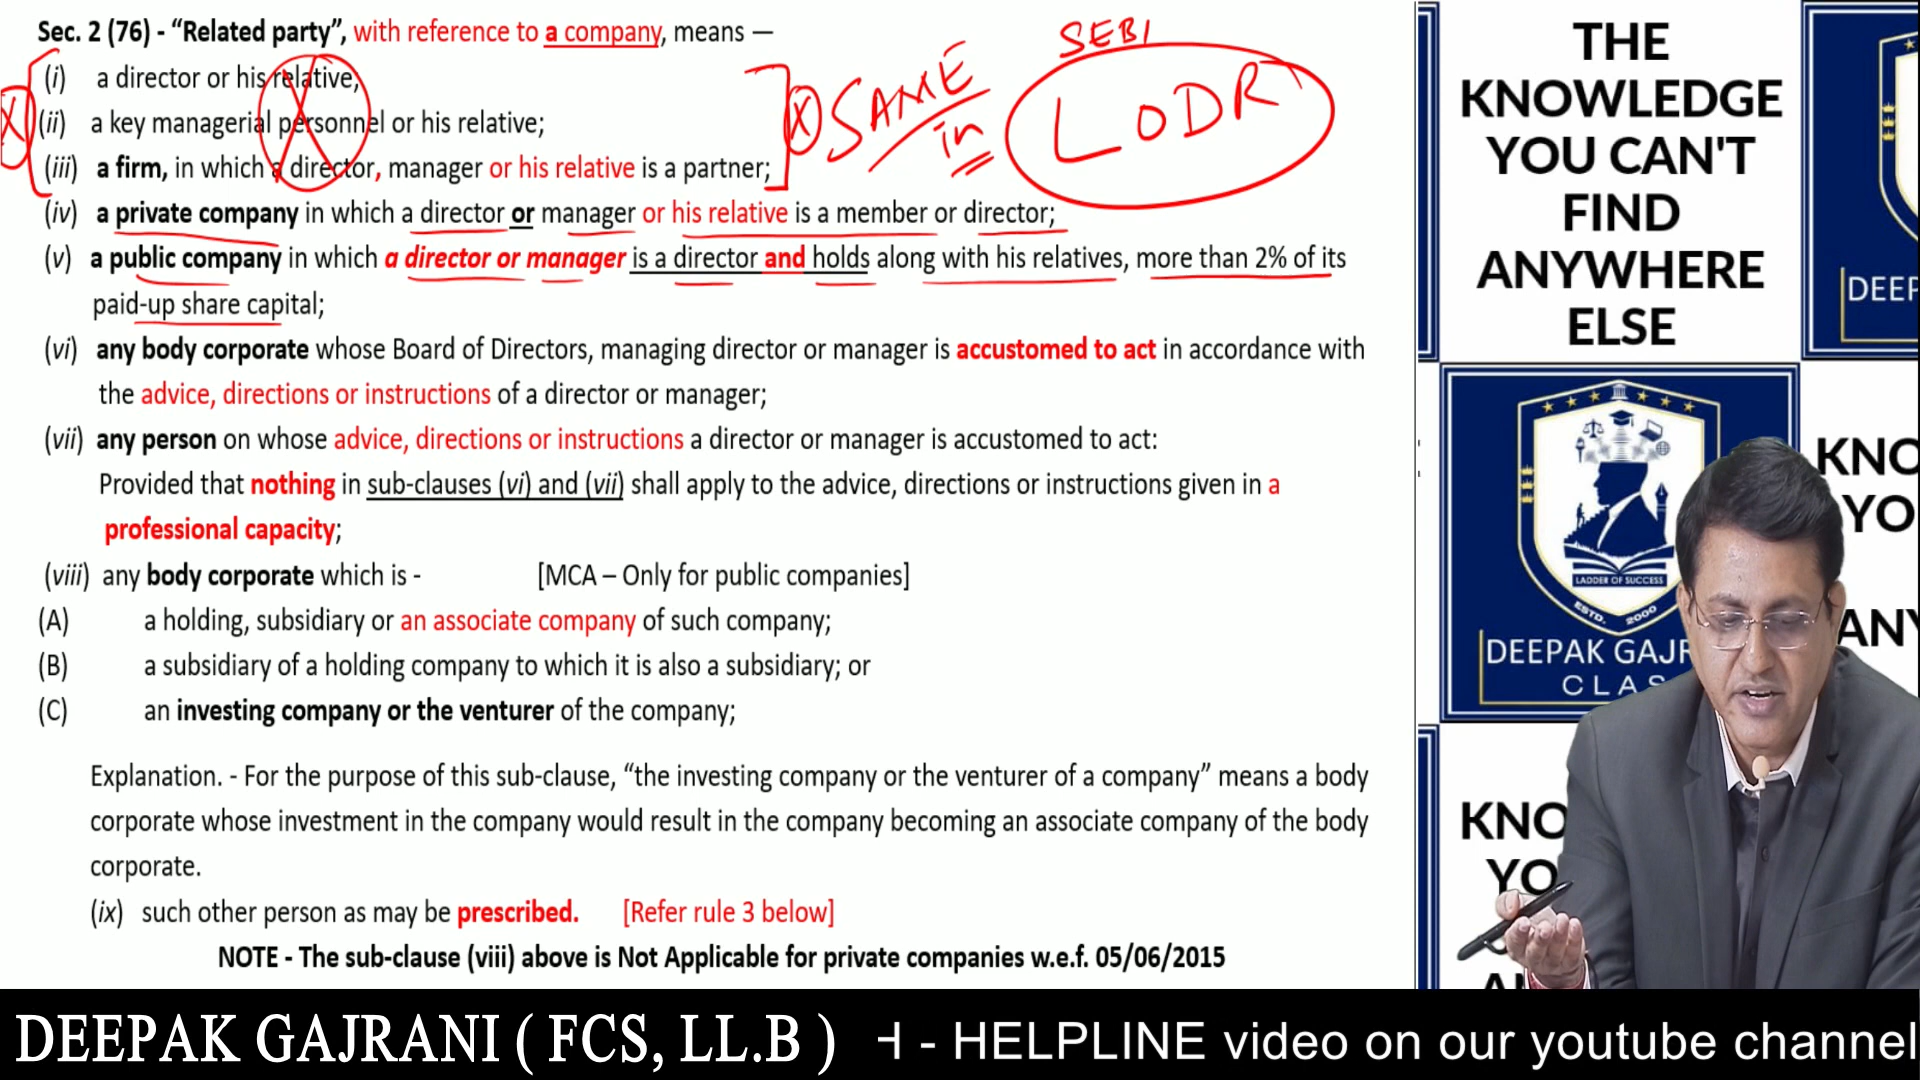 Sec. 2 (76) - “Related party”, with reference to a company, means —
(i) a director or his relative;
(ii) a key managerial personnel or his relative;
(iii) a firm, in which a director, manager or his relative is a partner;
(iv) a private company in which a director or manager or his relative is a member or director;
(v) a public company in which a director or manager is a director and holds along with his relatives, more than 2% of its
paid-up share capital;
(vi) any body corporate whose Board of Directors, managing director or manager is accustomed to act in accordance with
the advice, directions or instructions of a director or manager;
(vii) any person on whose advice, directions or instructions a director or manager is accustomed to act:
Provided that nothing in sub-clauses (vi) and (vii) shall apply to the advice, directions or instructions given in a
professional capacity;
(viii) any body corporate which is - [MCA – Only for public companies]
(A) a holding, subsidiary or an associate company of such company;
(B) a subsidiary of a holding company to which it is also a subsidiary; or
(C) an investing company or the venturer of the company;
Explanation. - For the purpose of this sub-clause, “the investing company or the venturer of a company” means a body
corporate whose investment in the company would result in the company becoming an associate company of the body
corporate.
(ix) such other person as may be prescribed. [Refer rule 3 below]
NOTE - The sub-clause (viii) above is Not Applicable for private companies w.e.f. 05/06/2015
SAME
in
SEBI
LODR
THE
KNOWLEDGE
YOU CAN'T
FIND
ANYWHERE
ELSE
DEEP
LADDER OF SUCCESS
ESTD. 2000
DEEPAK GAJR
CLAS
KNO
YO
ANY
KNO
YO
DEEPAK GAJRANI ( FCS, LL.B )
H - HELPLINE video on our youtube channel